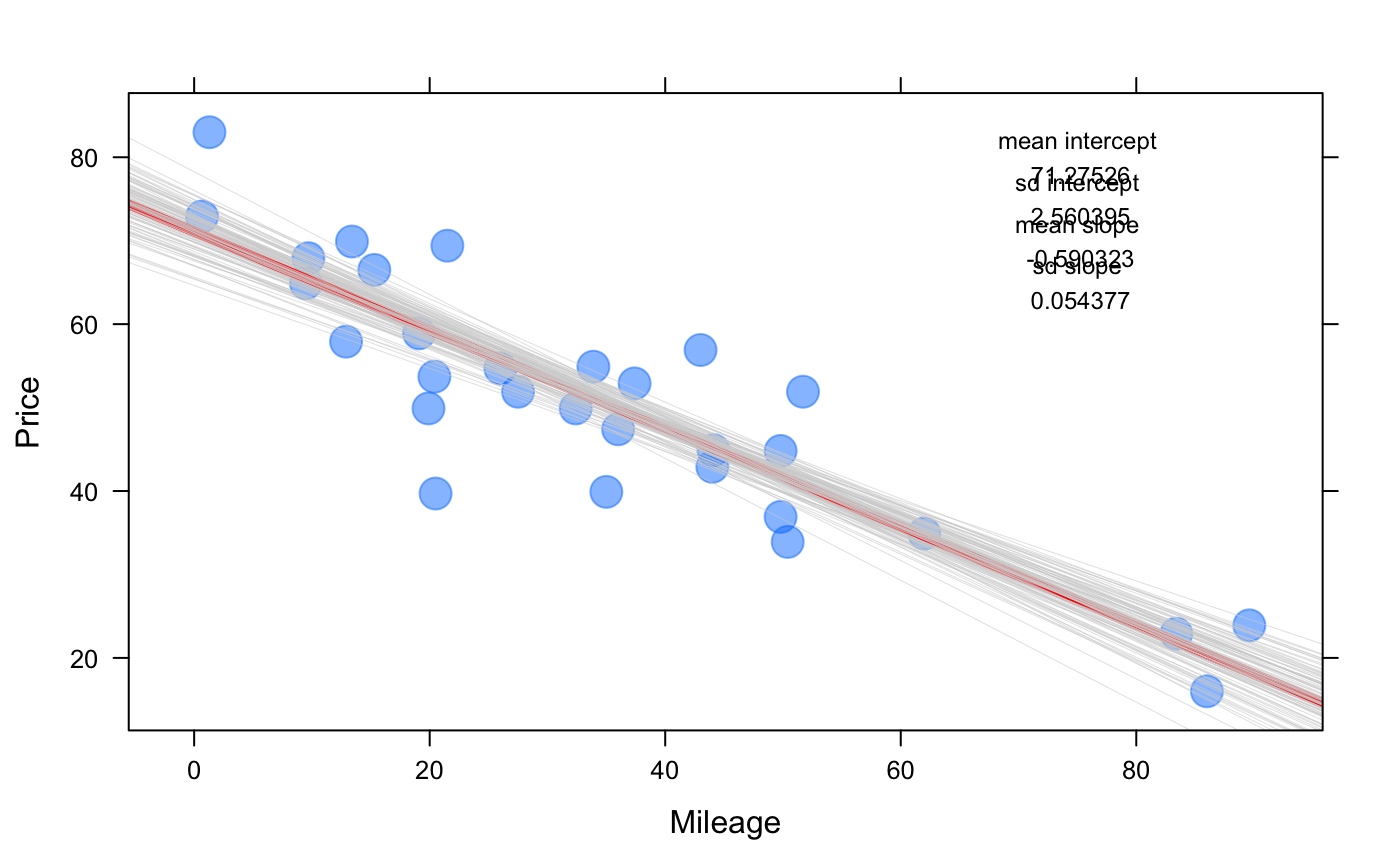 mean intercept
71.27526
sd intercept
2.560395
mean slope
-0.590323
sd slope
0.054377
80
60
40
20
Price
0 20 40 60 80
Mileage